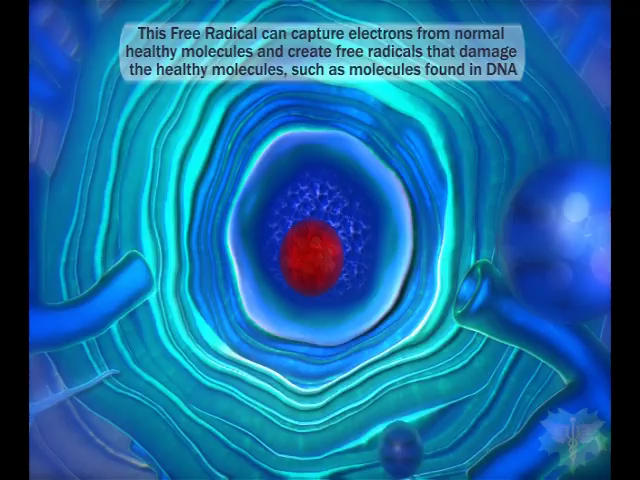 This Free Radical can capture electrons from normal
healthy molecules and create free radicals that damage
the healthy molecules, such as molecules found in DNA